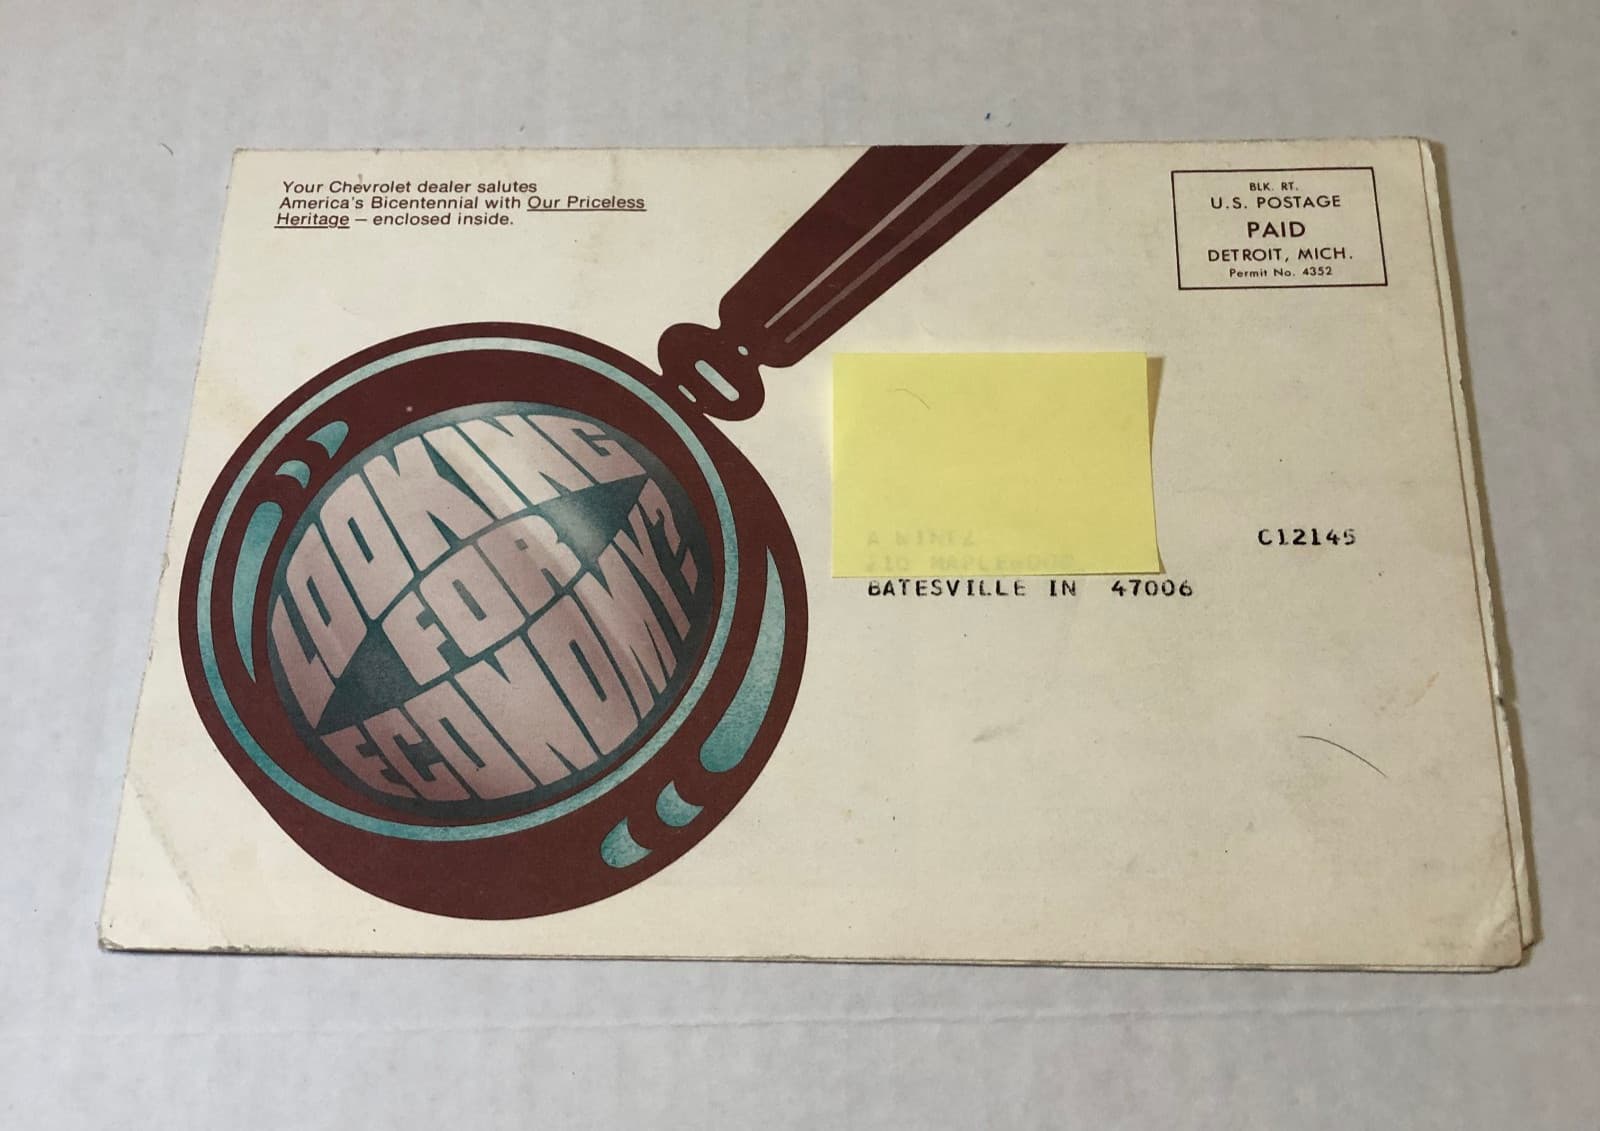 Your Chevrolet dealer salutes
America's Bicentennial with Our Priceless
Heritage – enclosed inside.
BLK. RT.
U.S. POSTAGE
PAID
DETROIT, MICH.
Permit No. 4352
LOOKING
FOR
ECONOMY?
C12145
BATESVILLE IN 47006